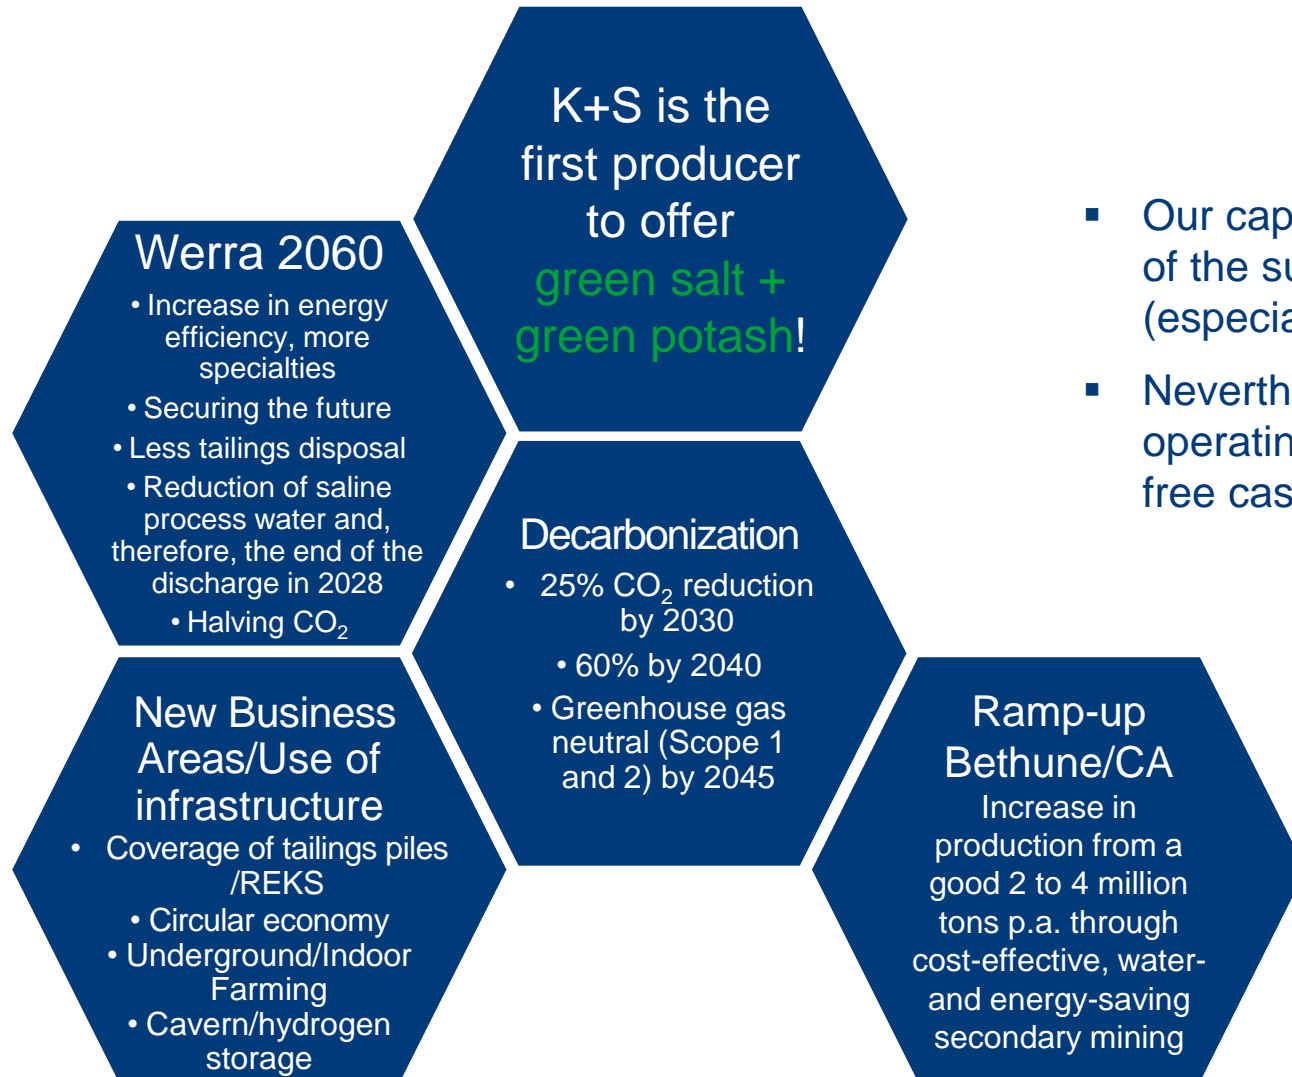 K+S is the
first producer
to offer
green salt +
green potash!
Werra 2060
• Increase in energy
efficiency, more
specialties
• Securing the future
• Less tailings disposal
• Reduction of saline
process water and,
therefore, the end of the
discharge in 2028
• Halving CO₂
Decarbonization
• 25% CO₂ reduction
by 2030
• 60% by 2040
• Greenhouse gas
neutral (Scope 1
and 2) by 2045
New Business
Areas/Use of
infrastructure
• Coverage of tailings piles
/REKS
• Circular economy
• Underground/Indoor
Farming
• Cavern/hydrogen
storage
Ramp-up
Bethune/CA
Increase in
production from a
good 2 to 4 million
tons p.a. through
cost-effective, water-
and energy-saving
secondary mining
▪ Our
of the
▪
free